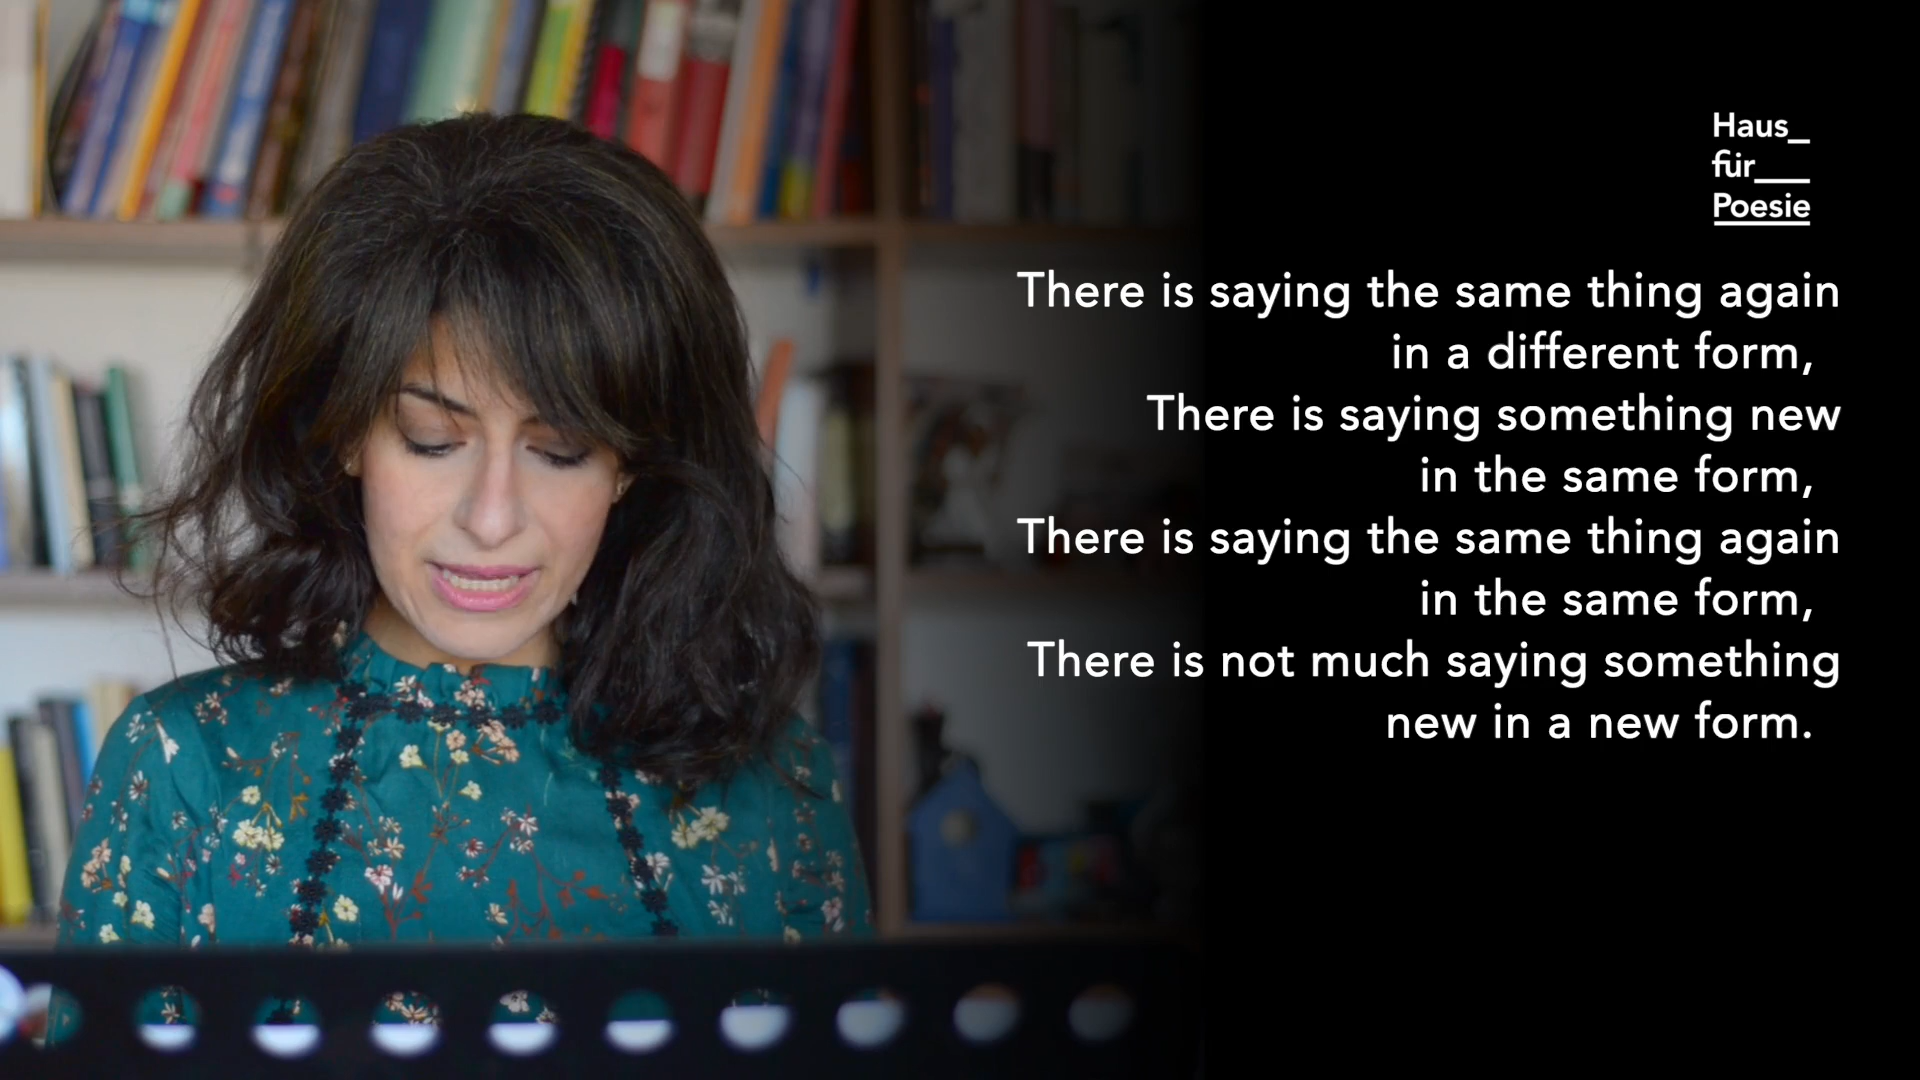 Haus_
für___
Poesie
There is saying the same thing again
in a different form,
There is saying something new
in the same form,
There is saying the same thing again
in the same form,
There is not much saying something
new in a new form.